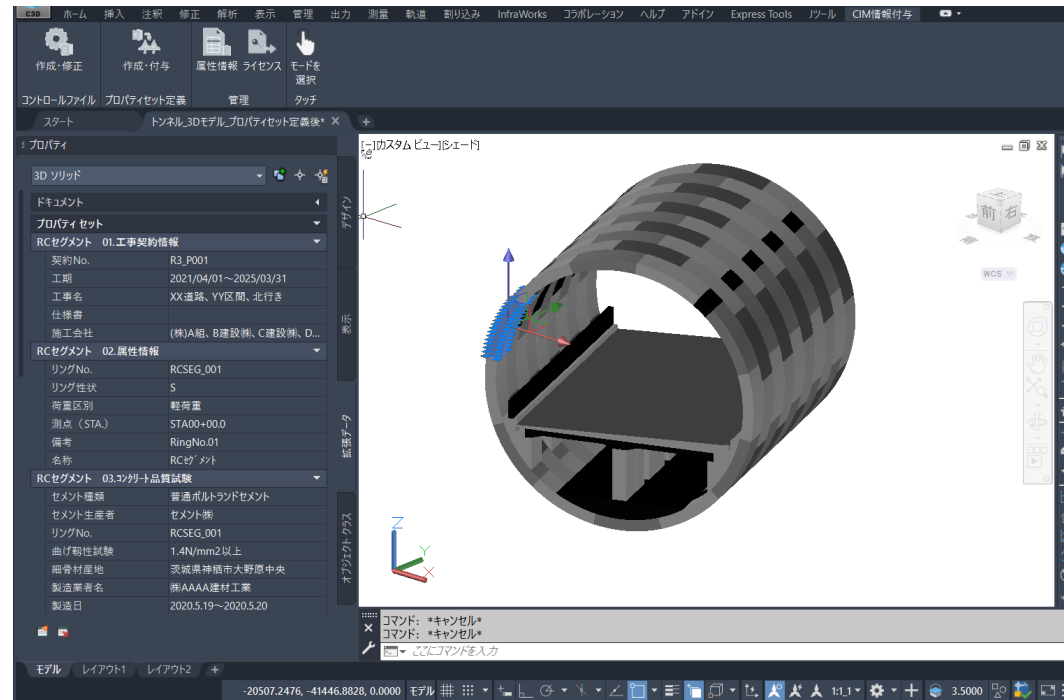 C3D ホーム 挿入 注釈 修正 解析 表示 管理 出力 測量 軌道 割り込み InfraWorks コラボレーション ヘルプ アドイン Express Tools Jツール CIM情報付与
作成・修正 作成・付与 属性情報 ライセンス モードを
選択
コントロールファイル プロパティセット定義 管理 タッチ
スタート トンネル_3Dモデル_プロパティセット定義後* × +
プロパティ
[−]カスタム ビュー][シェード]
3D ソリッド
ドキュメント
デザイン
プロパティ セット
RCセグメント 01.工事契約情報
前 右
契約No. R3_P001
工期 2021/04/01～2025/03/31
WCS
工事名 XX道路、YY区間、北行き
仕様書
施工会社 (株)A組、B建設㈱、C建設㈱、D...
表示
RCセグメント 02.属性情報
リングNo. RCSEG_001
リング性状 S
荷重区別 軽荷重
測点（STA.） STA00+00.0
備考 RingNo.01
拡張データ
名称 RCｾｸﾞﾒﾝﾄ
RCセグメント 03.ｺﾝｸﾘｰﾄ品質試験
セメント種類 普通ポルトランドセメント
セメント生産者 セメント㈱
リングNo. RCSEG_001
曲げ靱性試験 1.4N/mm2以上
オブジェクト クラス
細骨材産地 茨城県神栖市大野原中央
製造業者名 ㈱AAAA建材工業
製造日 2020.5.19～2020.5.20
Z
Y
X
コマンド: *キャンセル*
コマンド: *キャンセル*
ここにコマンドを入力
モデル レイアウト1 レイアウト2 +
-20507.2476, -41446.8828, 0.0000 モデル 1:1.1 3.5000